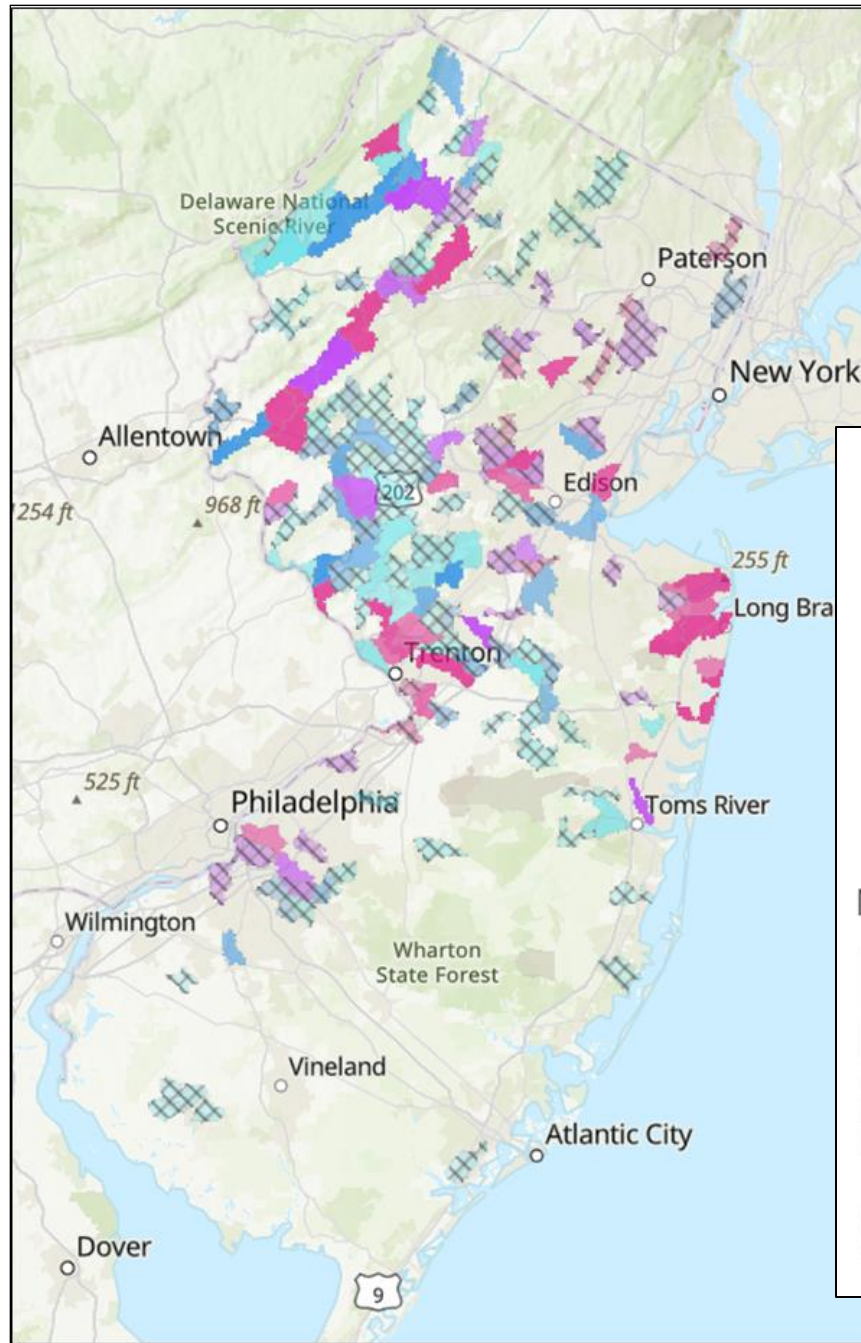 Delaware National
Scenic River
Paterson
New York
Allentown
968 ft
1254 ft
202
Edison
255 ft
Long Bra
Trenton
525 ft
Philadelphia
Toms River
Wilmington
Wharton
State Forest
Vineland
Atlantic City
Dover
9